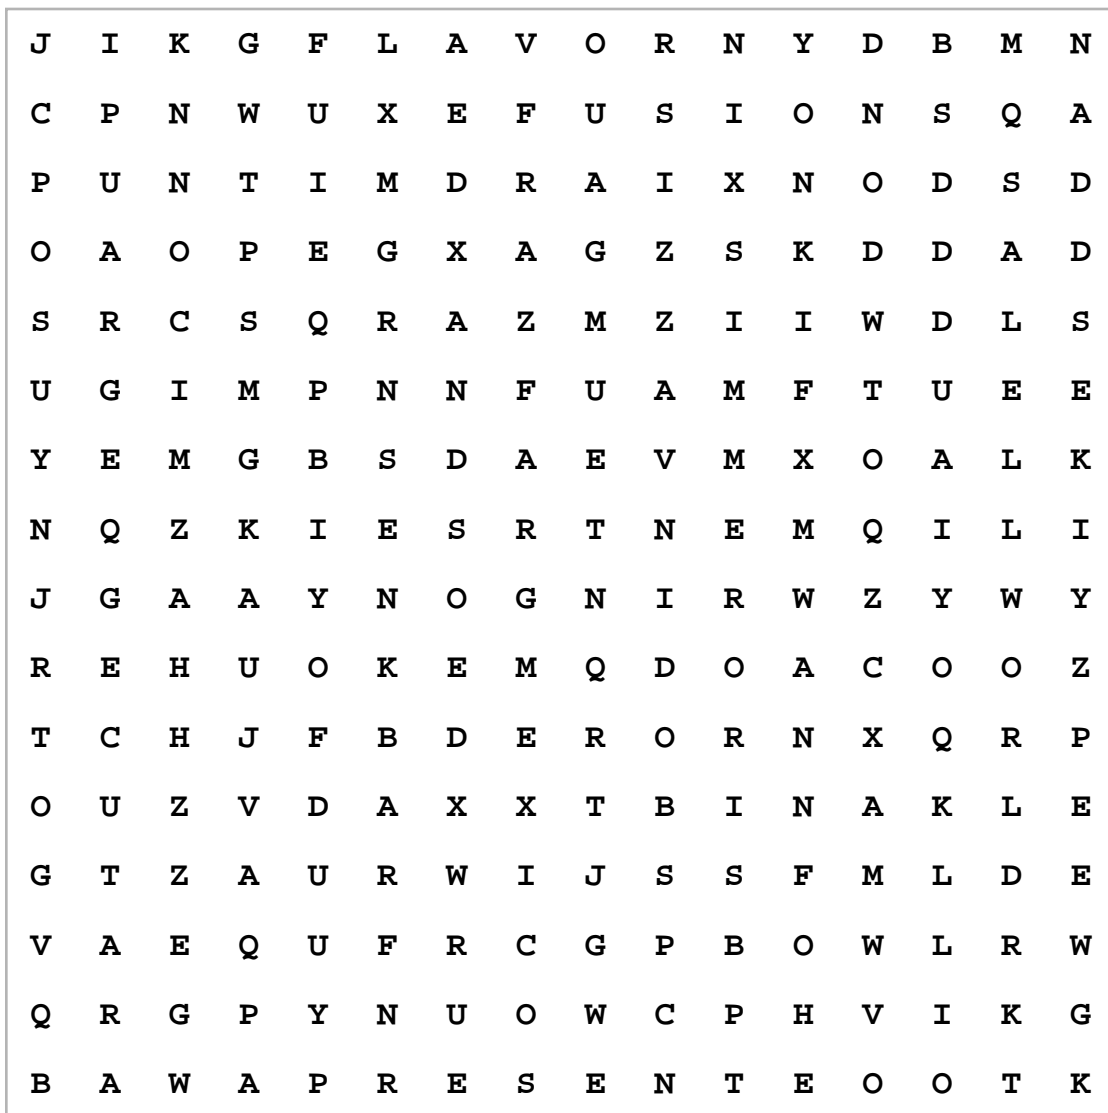 J I K G F L A V O R N Y D B M N
C P N W U X E F U S I O N S Q A
P U N T I M D R A I X N O D S D
O A O P E G X A G Z S K D D A D
S R C S Q R A Z M Z I I W D L S
U G I M P N N F U A M F T U E E
Y E M G B S D A E V M X O A L K
N Q Z K I E S R T N E M Q I L I
J G A A Y N O G N I R W Z Y W Y
R E H U O K E M Q D O A C O O Z
T C H J F B D E R O R N X Q R P
O U Z V D A X X T B I N A K L E
G T Z A U R W I J S S F M L D E
V A E Q U F R C G P B O W L R W
Q R G P Y N U O W C P H V I K G
B A W A P R E S E N T E O O T K